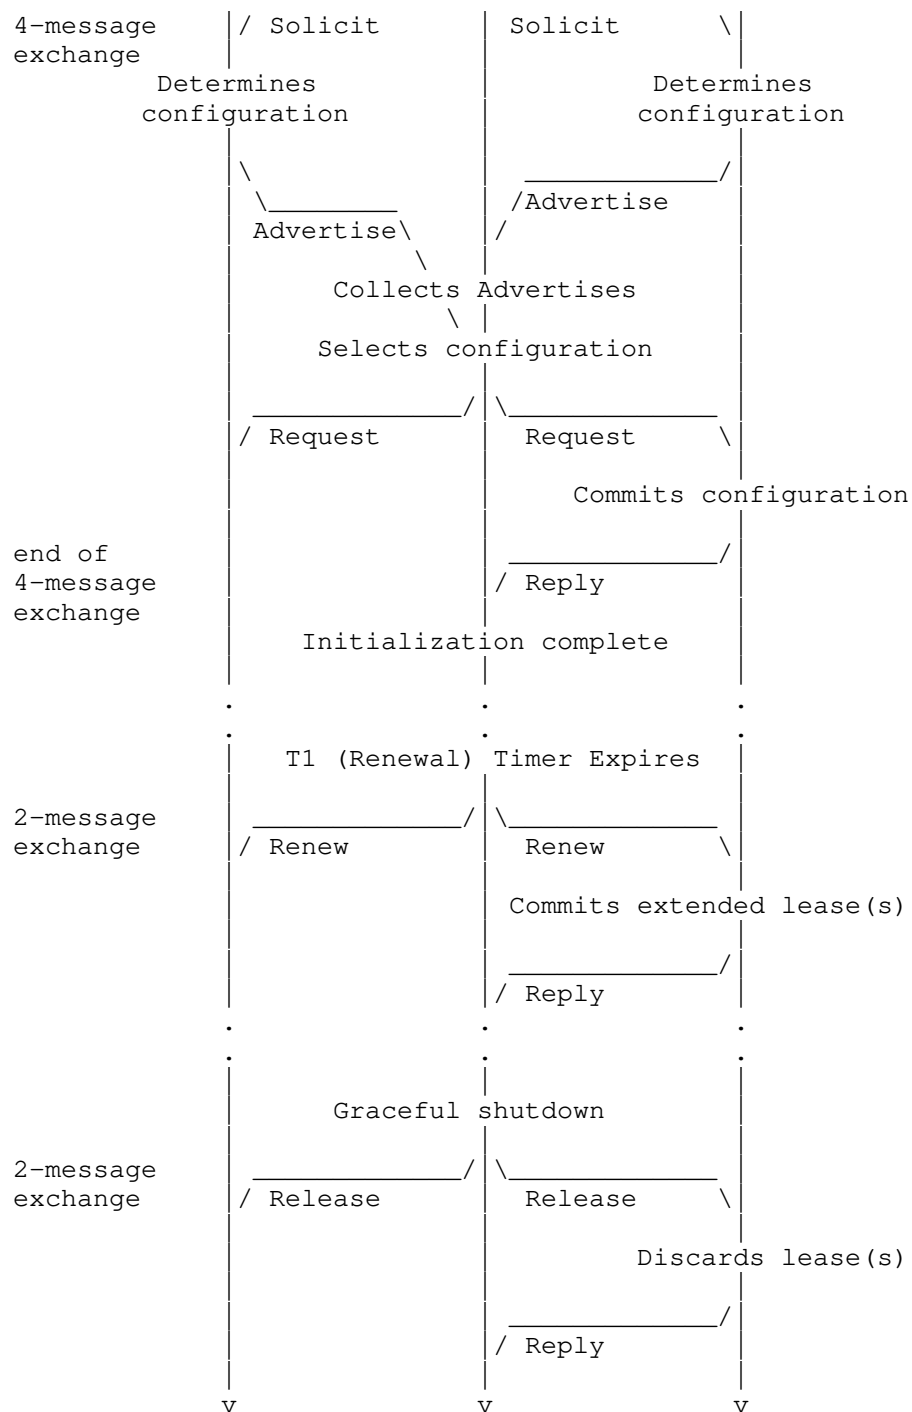 4-message / Solicit Solicit \
exchange
Determines Determines
configuration configuration
Advertise
Advertise
Collects Advertises
Selects configuration
Request Request
Commits configuration
end of
4-message Reply
exchange
Initialization complete
T1 (Renewal) Timer Expires
2-message
exchange Renew Renew
Commits extended lease(s)
Reply
Graceful shutdown
2-message
exchange Release Release
Discards lease(s)
Reply
v v v